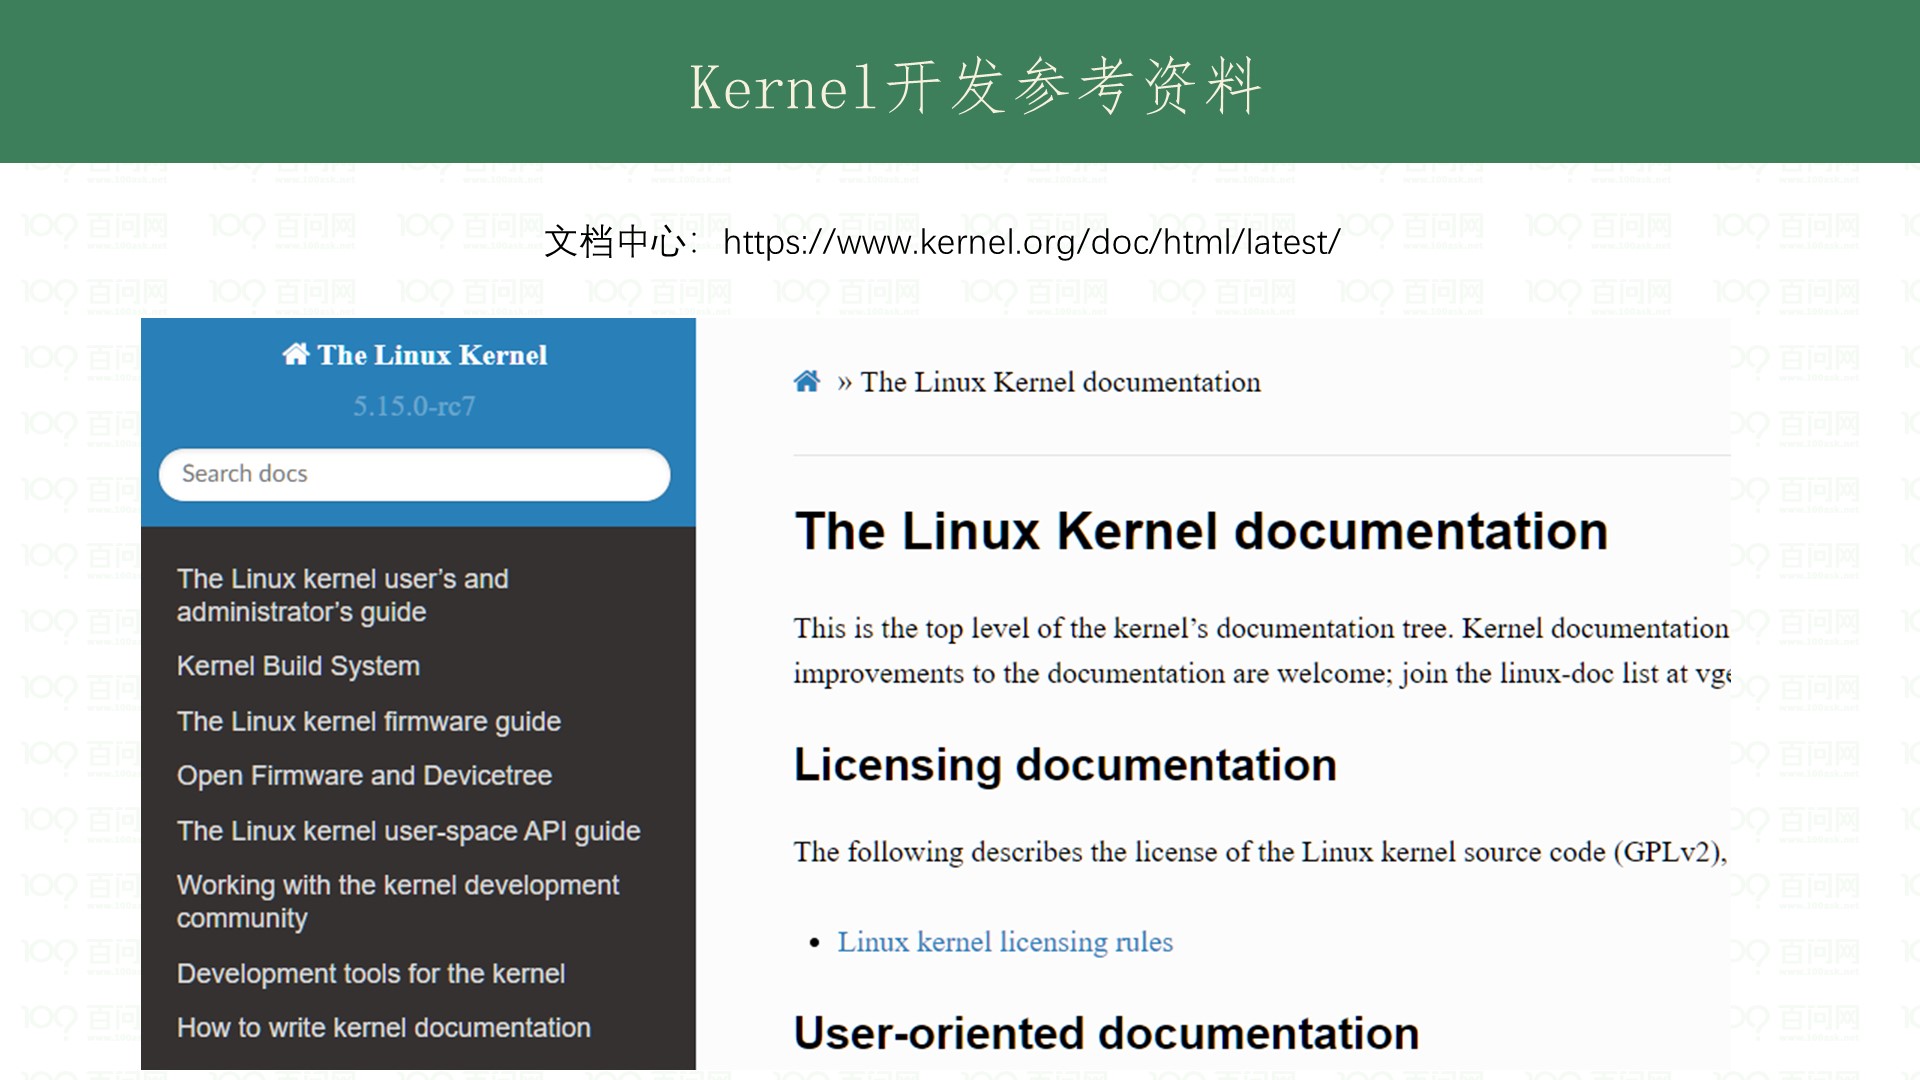 Kernel开发参考资料
文档中心：https://www.kernel.org/doc/html/latest/
The Linux Kernel
5.15.0-rc7
Search docs
The Linux kernel user’s and
administrator’s guide
Kernel Build System
The Linux kernel firmware guide
Open Firmware and Devicetree
The Linux kernel user-space API guide
Working with the kernel development
community
Development tools for the kernel
How to write kernel documentation
» The Linux Kernel documentation
The Linux Kernel documentation
This is the top level of the kernel’s documentation tree. Kernel documentation
improvements to the documentation are welcome; join the linux-doc list at
Licensing documentation
The following describes the license of the Linux kernel source code (GPLv2),
• Linux kernel licensing rules
User-oriented documentation